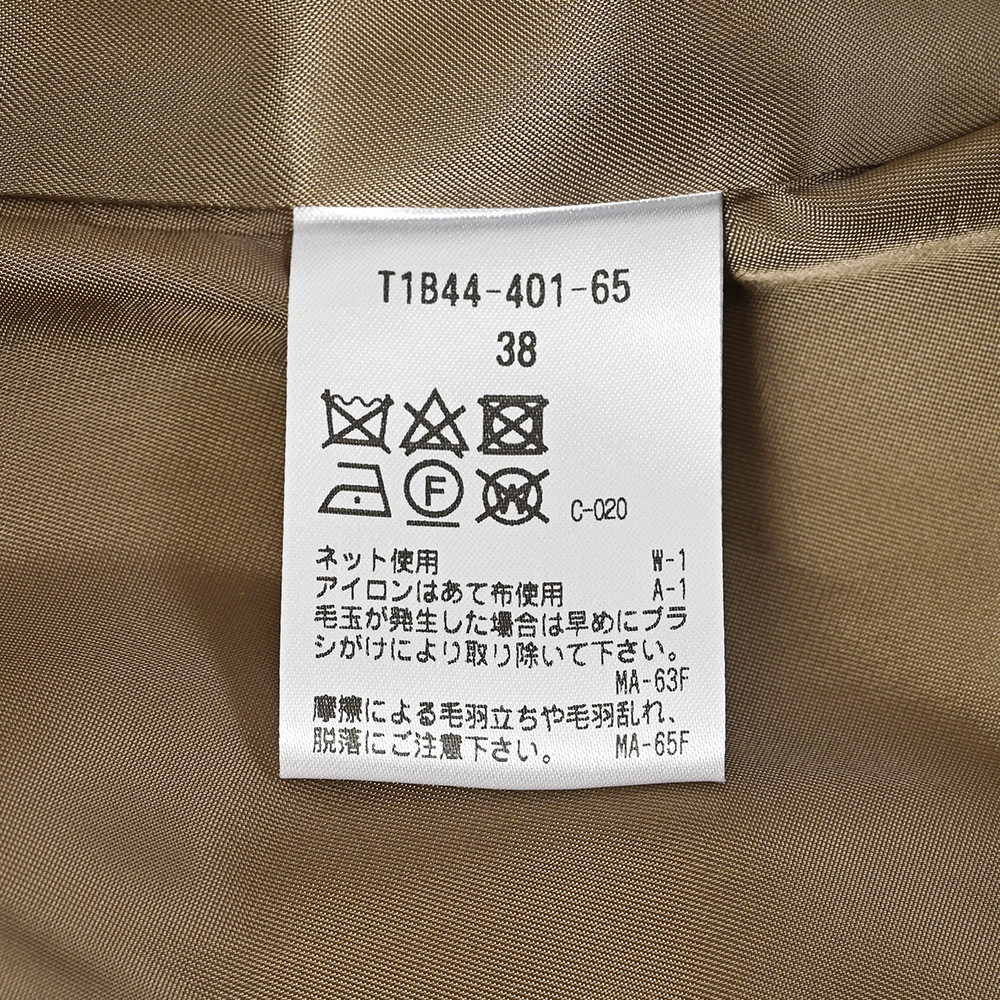 T1B44-401-65
38
F
W
C-020
ネット使用 W-1
アイロンはあて布使用 A-1
毛玉が発生した場合は早めにブラ
シがけにより取り除いて下さい。
MA-63F
摩擦による毛羽立ちや毛羽乱れ、
脱落にご注意下さい。 MA-65F